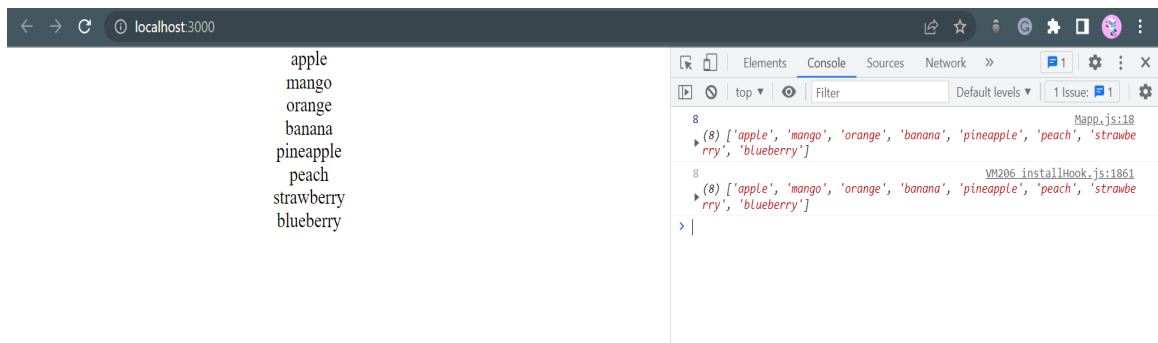 localhost:3000
apple
mango
orange
banana
pineapple
peach
strawberry
blueberry
Elements Console Sources Network » 1
top ▼ Filter Default levels ▼ 1 Issue: 1
8 Mapp.js:18
(8) ['apple', 'mango', 'orange', 'banana', 'pineapple', 'peach', 'strawbe
rry', 'blueberry']
8 VM206 installHook.js:1861
(8) ['apple', 'mango', 'orange', 'banana', 'pineapple', 'peach', 'strawbe
rry', 'blueberry']